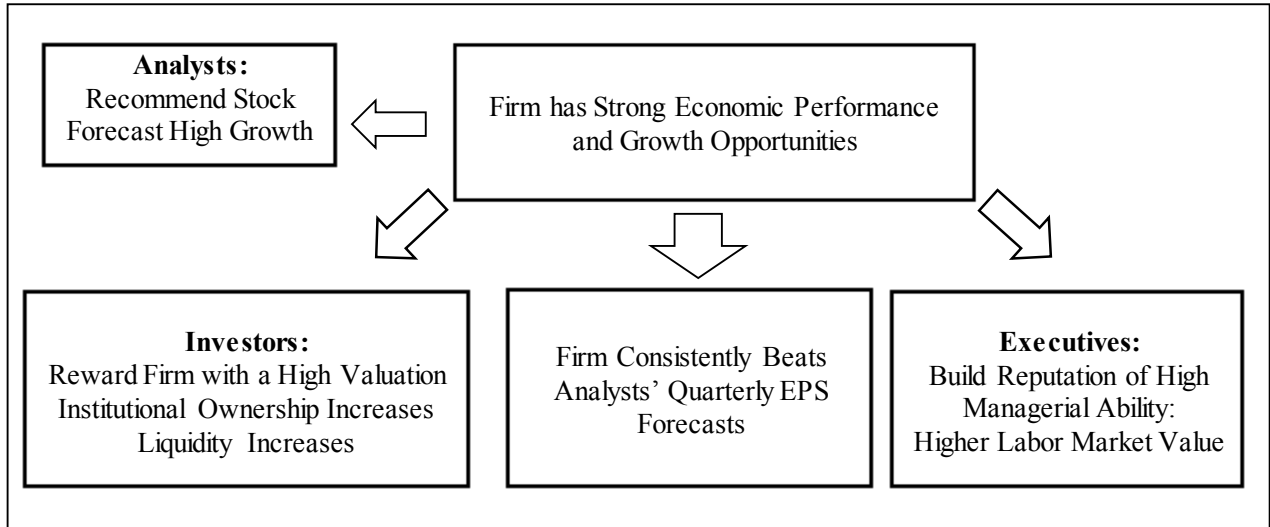 Analysts:
Recommend Stock
Forecast High Growth
Firm has Strong Economic Performance
and Growth Opportunities
Investors:
Reward Firm with a High Valuation
Institutional Ownership Increases
Liquidity Increases
Firm Consistently Beats
Analysts’ Quarterly EPS
Forecasts
Executives:
Build Reputation of High
Managerial Ability:
Higher Labor Market Value